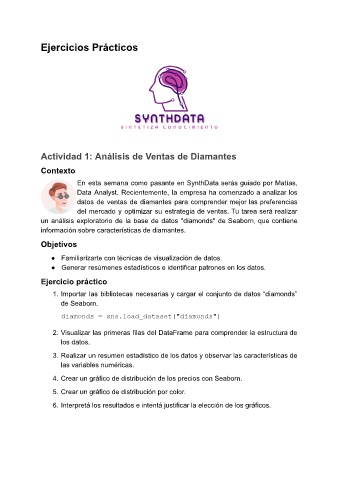 Ejercicios Prácticos
SYNTHDATA
SINTETIZA CONOCIMIENTO
Actividad 1: Análisis de Ventas de Diamantes
Contexto
En esta semana como pasante en SynthData serás guiado por Matías,
Data Analyst. Recientemente, la empresa ha comenzado a analizar los
datos de ventas de diamantes para comprender mejor las preferencias
del mercado y optimizar su estrategia de ventas. Tu tarea será realizar
un análisis exploratorio de la base de datos "diamonds" de Seaborn, que contiene
información sobre características de diamantes.
Objetivos
● Familiarizarte con técnicas de visualización de datos.
● Generar resúmenes estadísticos e identificar patrones en los datos.
Ejercicio práctico
1. Importar las bibliotecas necesarias y cargar el conjunto de datos “diamonds”
de Seaborn.
diamonds = sns.load_dataset("diamonds")
2. Visualizar las primeras filas del DataFrame para comprender la estructura de
los datos.
3. Realizar un resumen estadístico de los datos y observar las características de
las variables numéricas.
4. Crear un gráfico de distribución de los precios con Seaborn.
5. Crear un gráfico de distribución por color.
6. Interpretá los resultados e intentá justificar la elección de los gráficos.